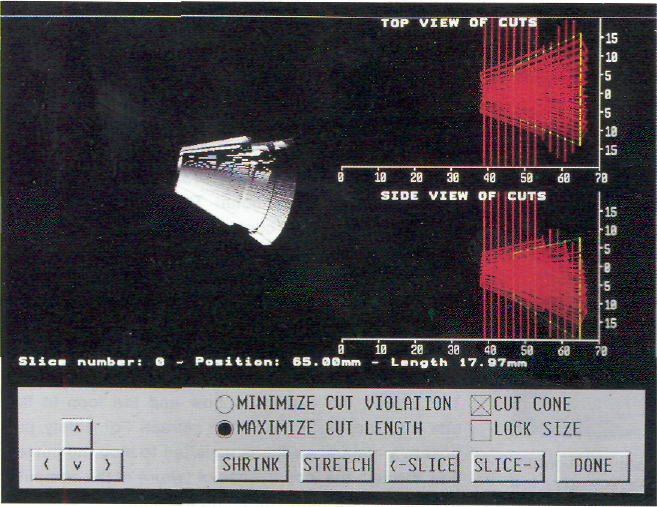 TOP VIEW OF CUTS
15
10
5
0
5
10
15
0 10 20 30 40 50 60 70
SIDE VIEW OF CUTS
15
10
5
0
5
10
15
0 10 20 30 40 50 60 70
Slice number: 0 - Position: 65.00mm - Length 17.97mm
MINIMIZE CUT VIOLATION CUT CONE
MAXIMIZE CUT LENGTH LOCK SIZE
^
< v >
SHRINK STRETCH <-SLICE SLICE-> DONE